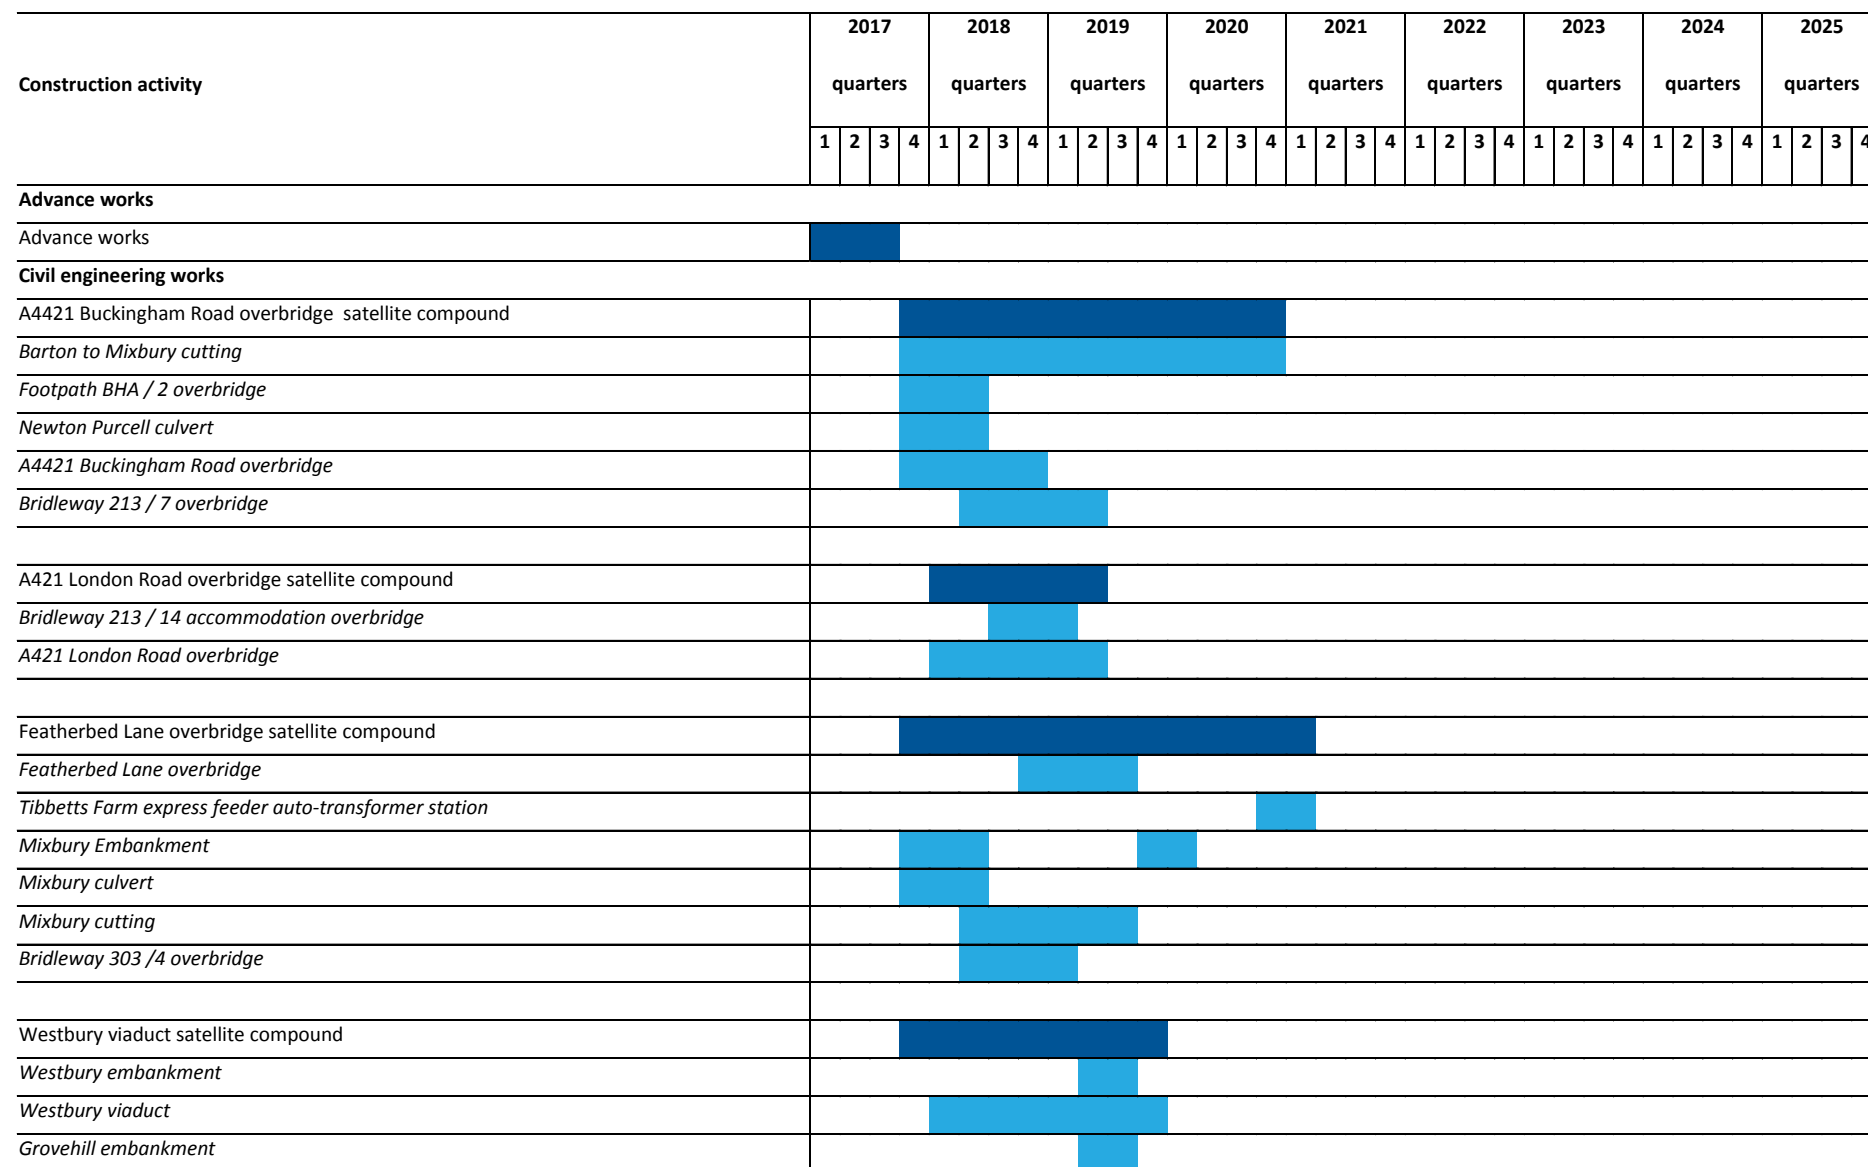 2017 2018 2019 2020 2021 2022 2023 2024 2025
Construction activity quarters quarters quarters quarters quarters quarters quarters quarters quarters
1 2 3 4 1 2 3 4 1 2 3 4 1 2 3 4 1 2 3 4 1 2 3 4 1 2 3 4 1 2 3 4 1 2 3 4
Advance works
Advance works
Civil engineering works
A4421 Buckingham Road overbridge satellite compound
Barton to Mixbury cutting
Footpath BHA / 2 overbridge
Newton Purcell culvert
A4421 Buckingham Road overbridge
Bridleway 213 / 7 overbridge
A421 London Road overbridge satellite compound
Bridleway 213 / 14 accommodation overbridge
A421 London Road overbridge
Featherbed Lane overbridge satellite compound
Featherbed Lane overbridge
Tibbetts Farm express feeder auto-transformer station
Mixbury Embankment
Mixbury culvert
Mixbury cutting
Bridleway 303 /4 overbridge
Westbury viaduct satellite compound
Westbury embankment
Westbury viaduct
Grovehill embankment